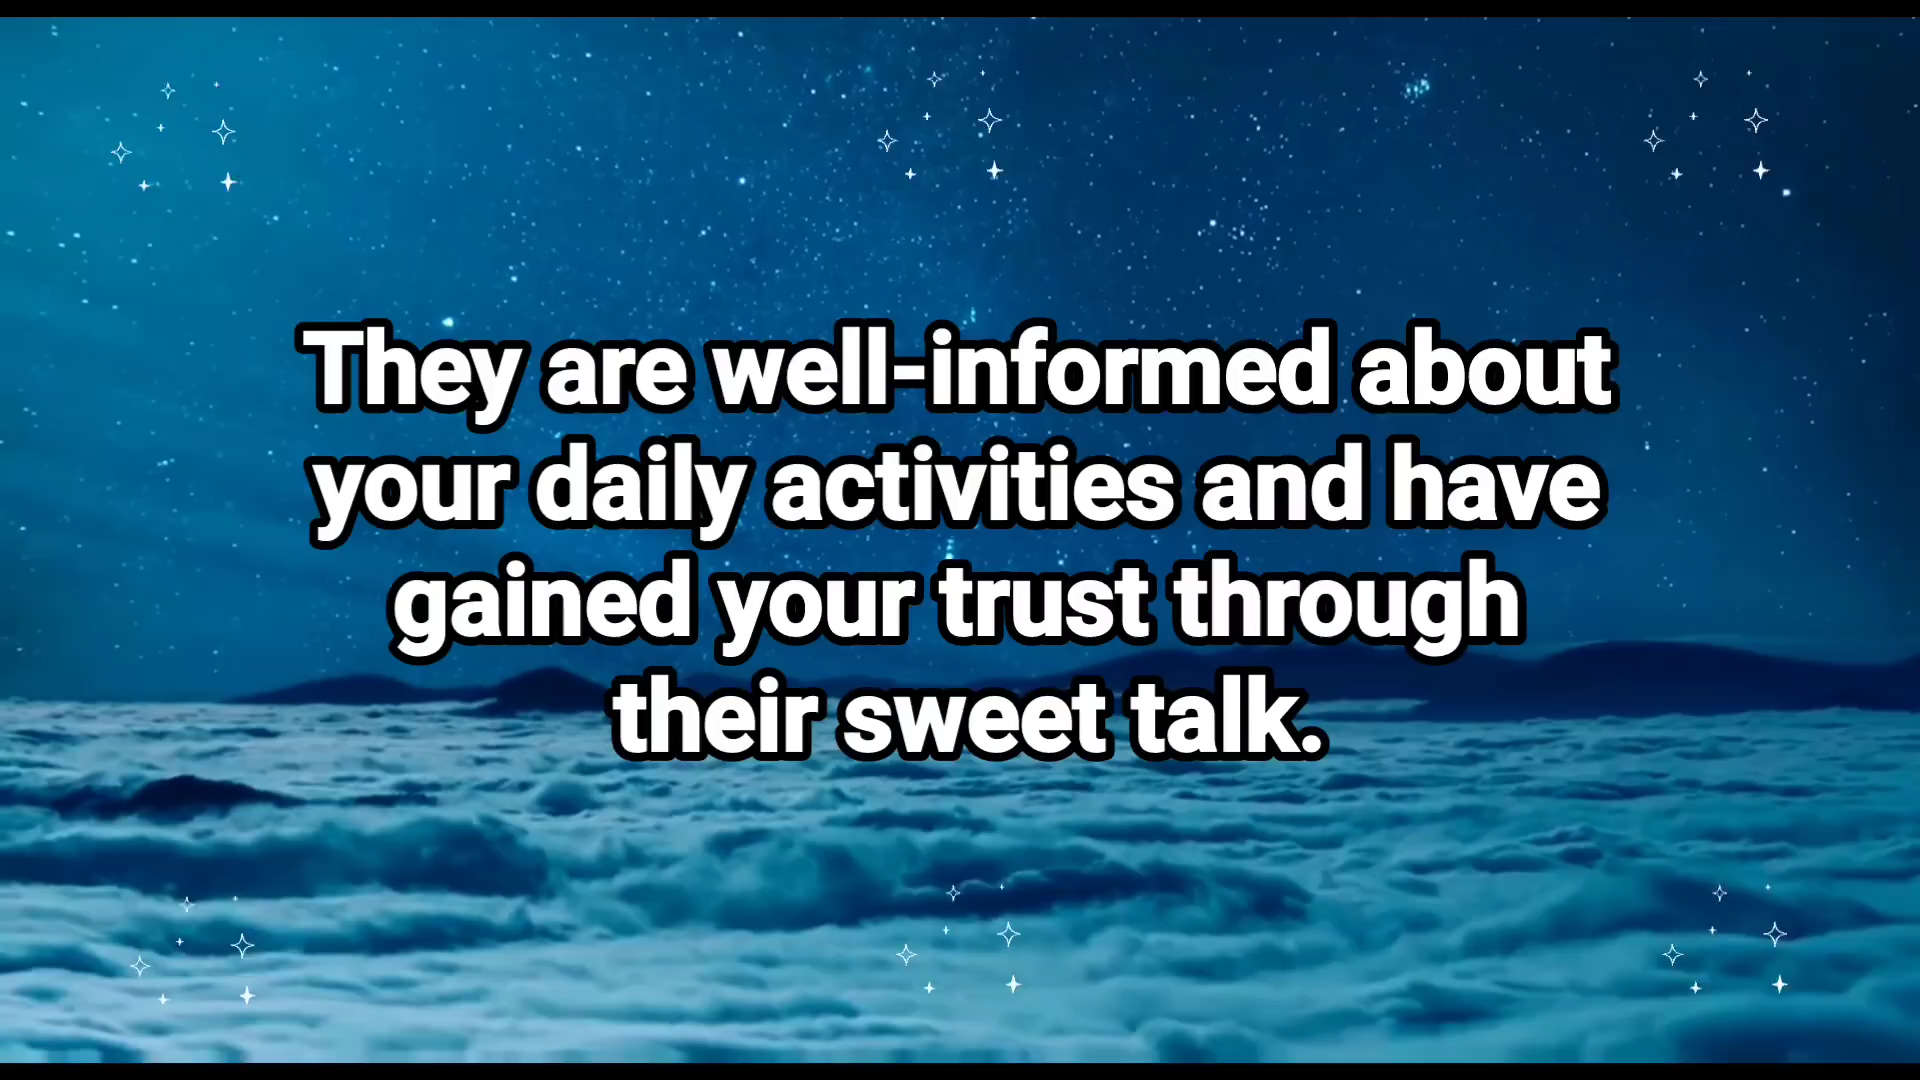 They are well-informed about
your daily activities and have
gained your trust through
their sweet talk.